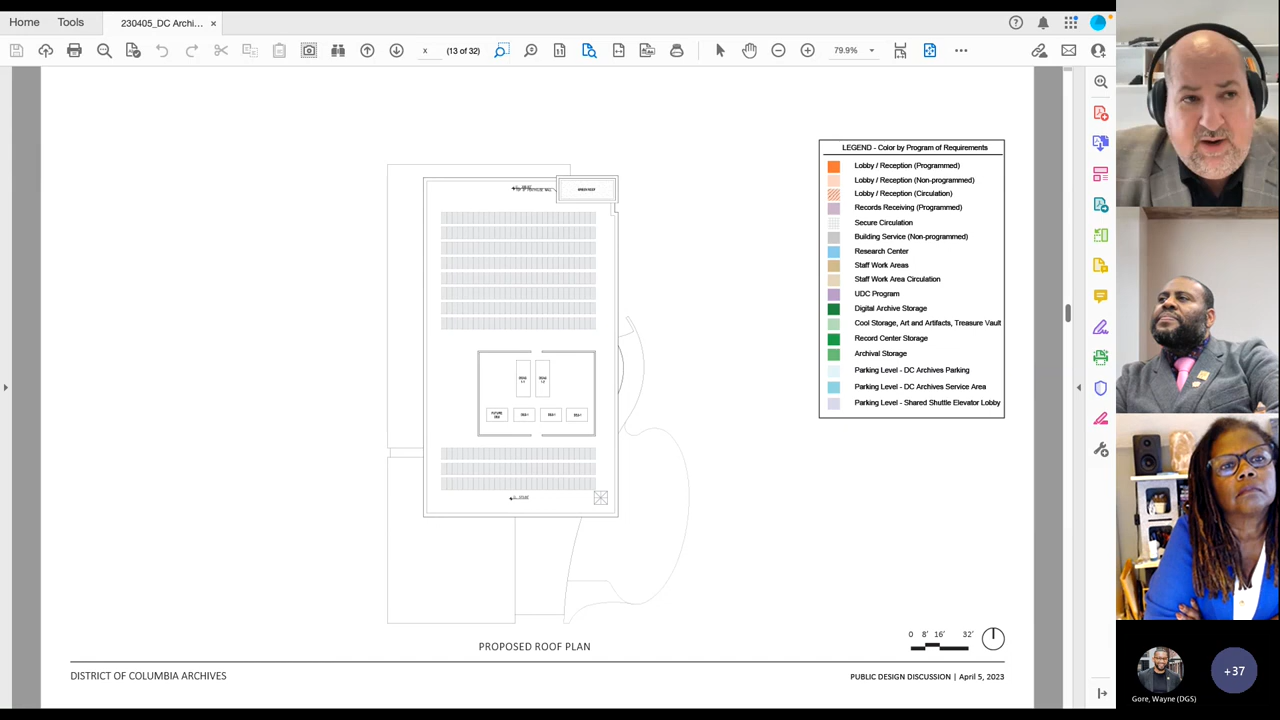 Home Tools 230405_DC Archi... ×
x (13 of 32) 79.9%
LEGEND - Color by Program of Requirements
Lobby / Reception (Programmed)
Lobby / Reception (Non-programmed)
Lobby / Reception (Circulation)
Records Receiving (Programmed)
Secure Circulation
Building Service (Non-programmed)
Research Center
Staff Work Areas
Staff Work Area Circulation
UDC Program
Digital Archive Storage
Cool Storage, Art and Artifacts, Treasure Vault
Record Center Storage
Archival Storage
Parking Level - DC Archives Parking
Parking Level - DC Archives Service Area
Parking Level - Shared Shuttle Elevator Lobby
0 8' 16' 32'
PROPOSED ROOF PLAN
DISTRICT OF COLUMBIA ARCHIVES
PUBLIC DESIGN DISCUSSION | April 5, 2023
+37
Gore, Wayne (DGS)